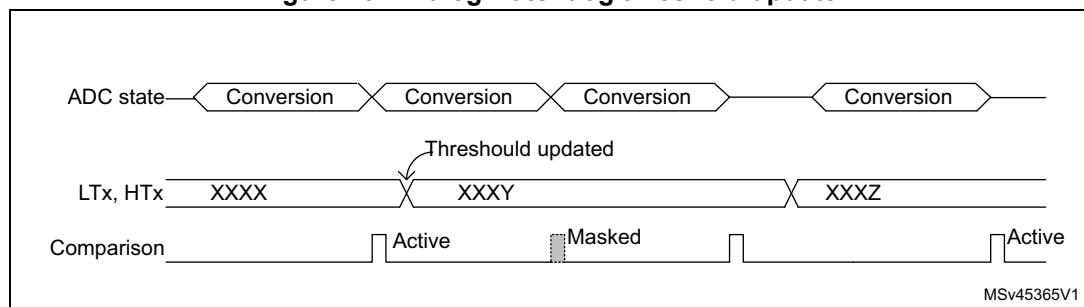 ADC state Conversion Conversion Conversion Conversion
Threshould updated
LTx, HTx XXXX XXXY XXXZ
Comparison Active Masked Active
MSv45365V1